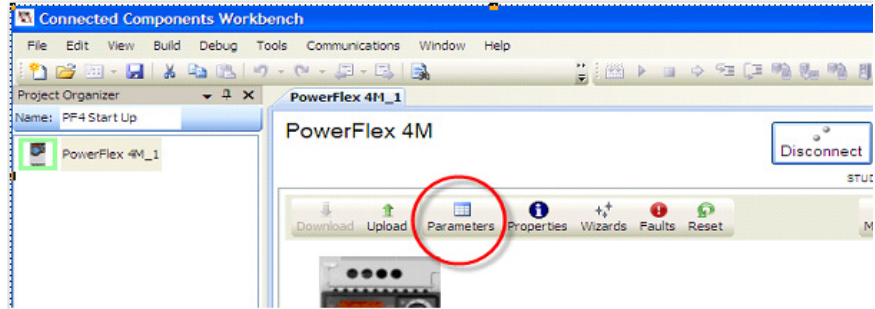 Connected Components Workbench
File Edit View Build Debug Tools Communications Window Help
Project Organizer
PowerFlex 4M_1
Name: PF4 Start Up
PowerFlex 4M
PowerFlex 4M_1
Disconnect
Download Upload Parameters Properties Wizards Faults Reset